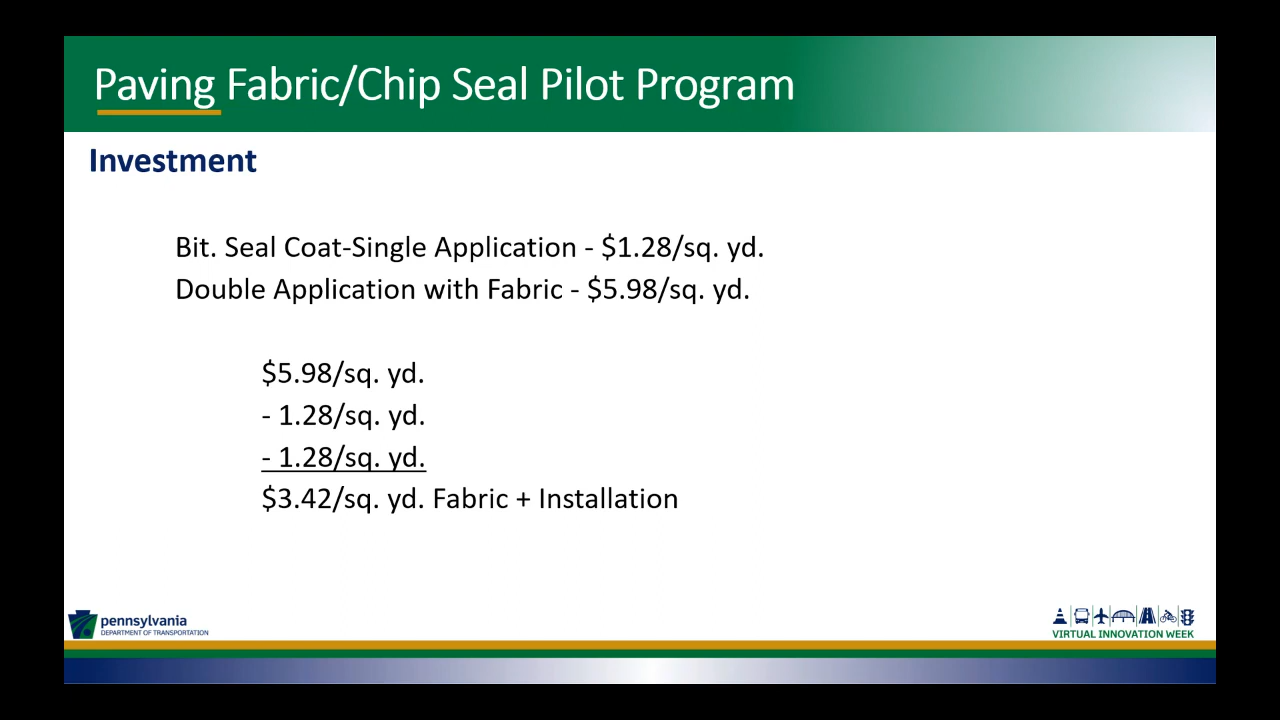 Paving Fabric/Chip Seal Pilot Program
Investment
Bit. Seal Coat-Single Application - $1.28/sq. yd.
Double Application with Fabric - $5.98/sq. yd.
$5.98/sq. yd.
- 1.28/sq. yd.
- 1.28/sq. yd.
$3.42/sq. yd. Fabric + Installation
pennsylvania
DEPARTMENT OF TRANSPORTATION
VIRTUAL INNOVATION WEEK